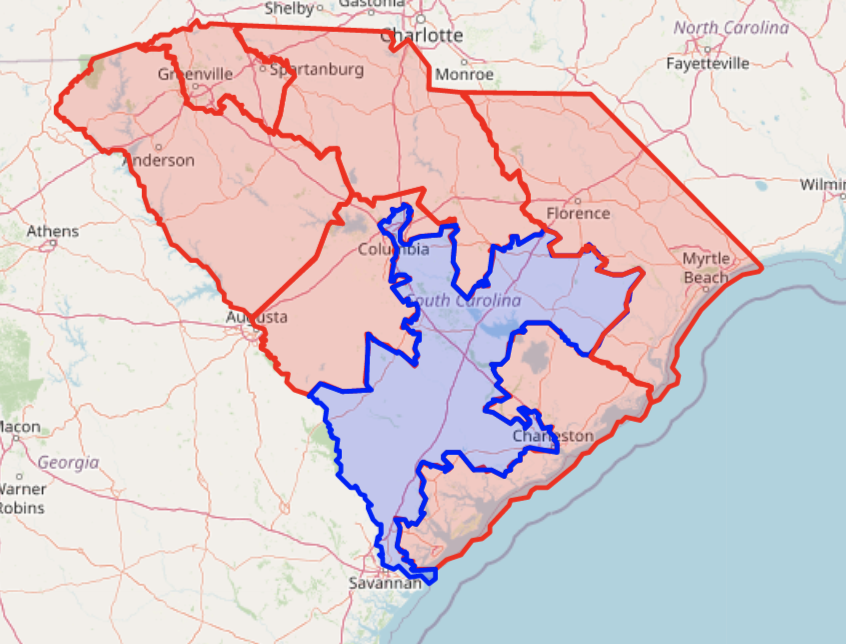 Shelby
Gastonia
Charlotte
North Carolina
Fayetteville
Greenville
Spartanburg
Monroe
Anderson
Wilmin
Athens
Florence
Columbia
Myrtle
Beach
South Carolina
Augusta
Macon
Charleston
Georgia
Warner
Robins
Savannah